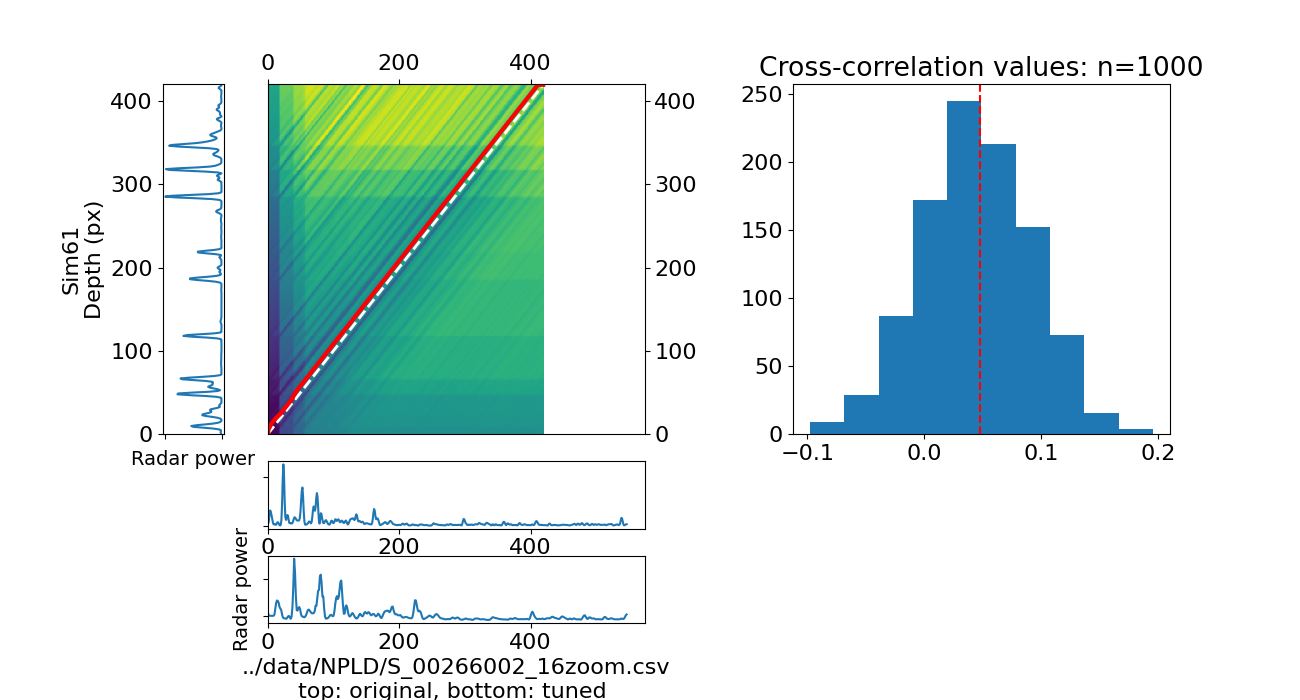 0 200 400
Cross-correlation values: n=1000
400
300
200
100
0
Sim61
Depth (px)
Radar power
400
300
200
100
0
250
200
150
100
50
0
−0.1 0.0 0.1 0.2
0 200 400
Radar power
0 200 400
../data/NPLD/S_00266002_16zoom.csv
top: original, bottom: tuned